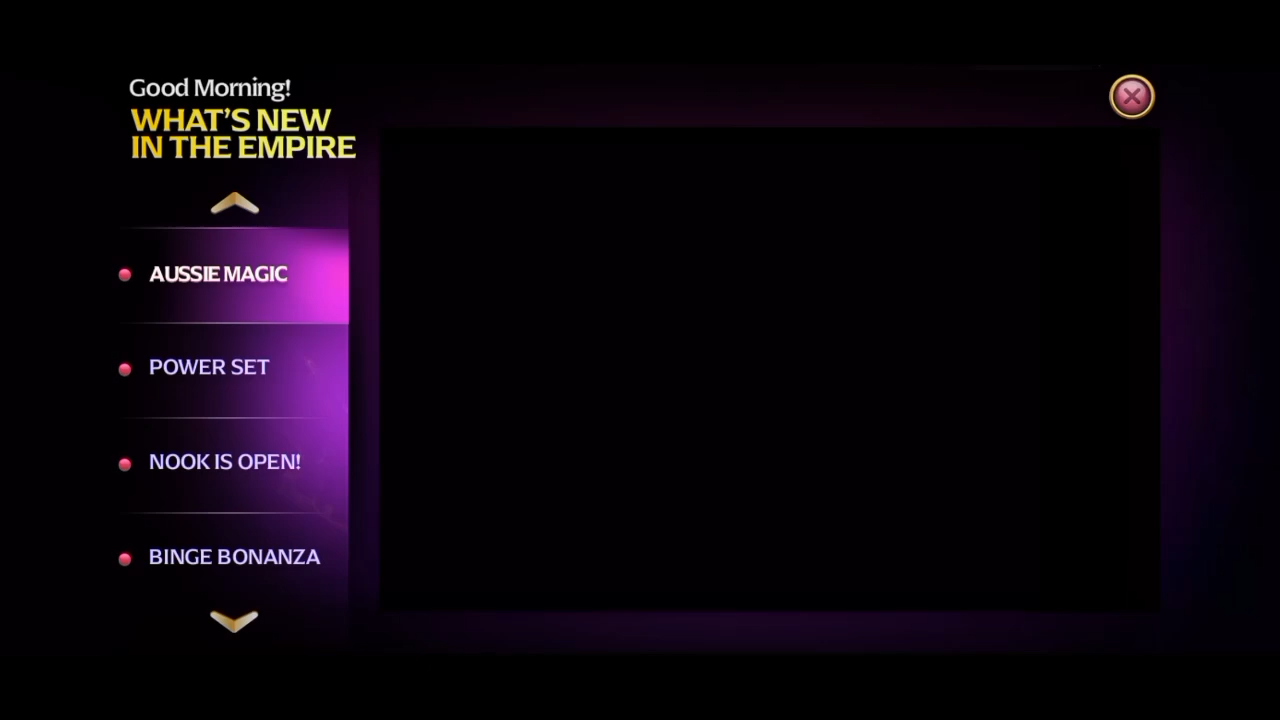 Good Morning!
WHAT'S NEW
IN THE EMPIRE
AUSSIE MAGIC
POWER SET
NOOK IS OPEN!
BINGE BONANZA